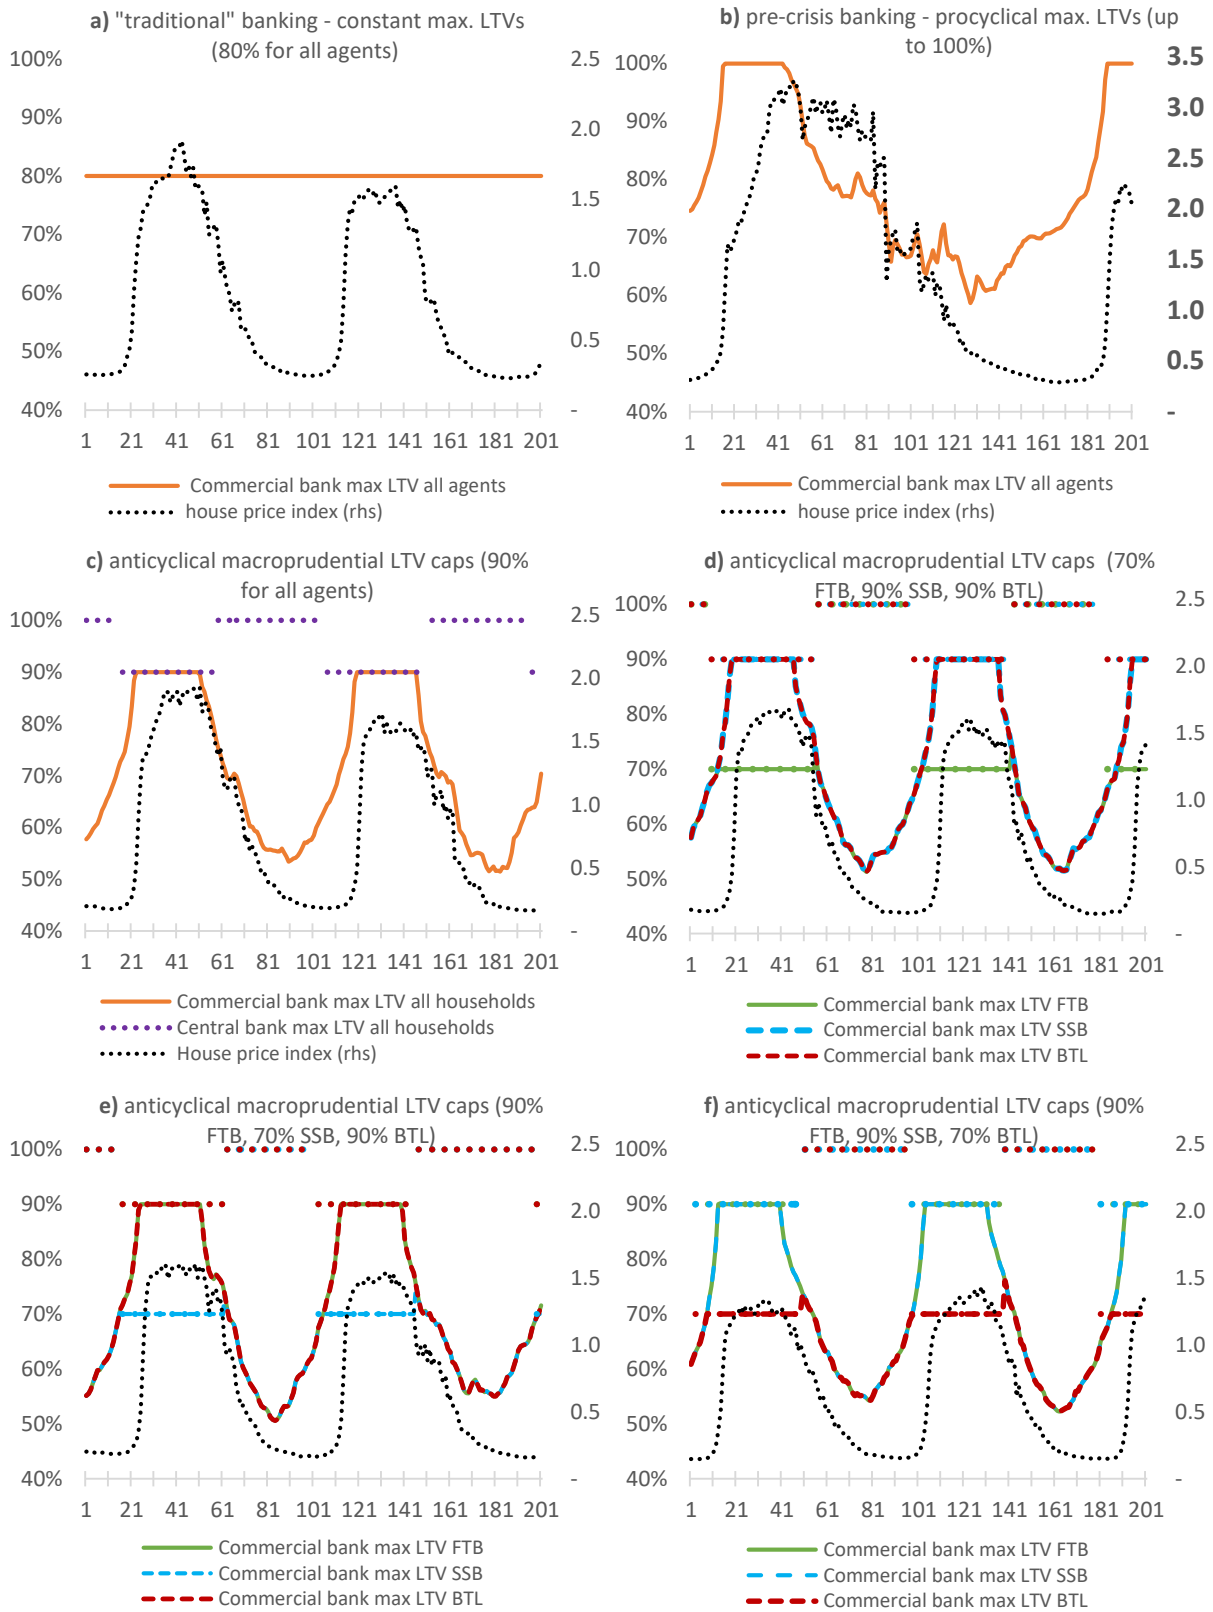 a) "traditional" banking - constant max. LTVs
(80% for all agents)
100%
90%
80%
70%
60%
50%
40%
2.5
2.0
1.5
1.0
0.5
-
1 21 41 61 81 101 121 141 161 181 201
Commercial bank max LTV all agents
house price index (rhs)
b) pre-crisis banking - procyclical max. LTVs (up
to 100%)
100%
90%
80%
70%
60%
50%
40%
3.5
3.0
2.5
2.0
1.5
1.0
0.5
-
1 21 41 61 81 101 121 141 161 181 201
Commercial bank max LTV all agents
house price index (rhs)
c) anticyclical macroprudential LTV caps (90%
for all agents)
100%
90%
80%
70%
60%
50%
40%
2.5
2.0
1.5
1.0
0.5
-
1 21 41 61 81 101 121 141 161 181 201
Commercial bank max LTV all households
Central bank max LTV all households
House price index (rhs)
d) anticyclical macroprudential LTV caps (70%
FTB, 90% SSB, 90% BTL)
100%
90%
80%
70%
60%
50%
40%
2.5
2.0
1.5
1.0
0.5
-
1 21 41 61 81 101 121 141 161 181 201
Commercial bank max LTV FTB
Commercial bank max LTV SSB
Commercial bank max LTV BTL
e) anticyclical macroprudential LTV caps (90%
FTB, 70% SSB, 90% BTL)
100%
90%
80%
70%
60%
50%
40%
2.5
2.0
1.5
1.0
0.5
-
1 21 41 61 81 101 121 141 161 181 201
Commercial bank max LTV FTB
Commercial bank max LTV SSB
Commercial bank max LTV BTL
f) anticyclical macroprudential LTV caps (90%
FTB, 90% SSB, 70% BTL)
100%
90%
80%
70%
60%
50%
40%
2.5
2.0
1.5
1.0
0.5
-
1 21 41 61 81 101 121 141 161 181 201
Commercial bank max LTV FTB
Commercial bank max LTV SSB
Commercial bank max LTV BTL